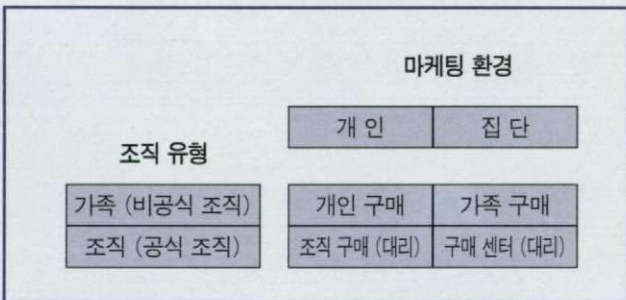 마케팅 환경
개인 집단
조직 유형
가족 (비공식 조직) 개인 구매 가족 구매
조직 (공식 조직) 조직 구매 (대리) 구매 센터 (대리)